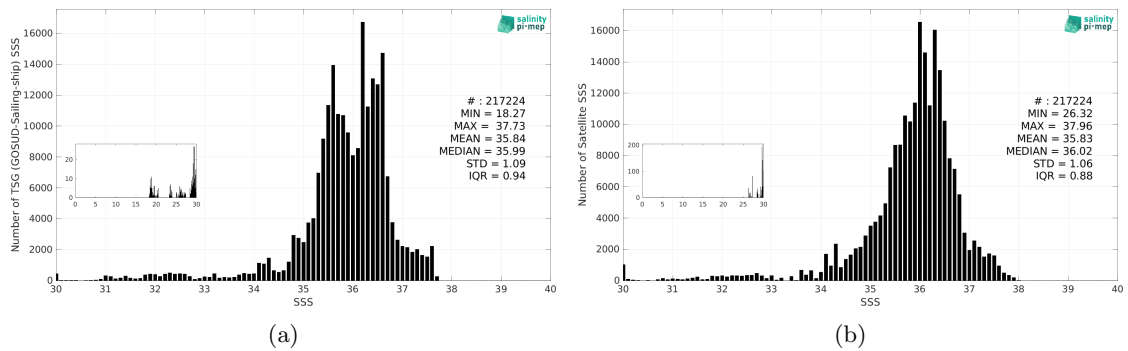 salinity
pi-mep
Number of TSG (GOSUD-Sailing-ship) SSS
16000
14000
12000
10000
8000
6000
4000
2000
0
# : 217224
MIN = 18.27
MAX = 37.73
MEAN = 35.84
MEDIAN = 35.99
STD = 1.09
IQR = 0.94
20
10
0
0 5 10 15 20 25 30
30 31 32 33 34 35 36 37 38 39 40
SSS
(a)
salinity
pi-mep
Number of Satellite SSS
16000
14000
12000
10000
8000
6000
4000
2000
0
# : 217224
MIN = 26.32
MAX = 37.96
MEAN = 35.83
MEDIAN = 36.02
STD = 1.06
IQR = 0.88
200
100
0
0 5 10 15 20 25 30
30 31 32 33 34 35 36 37 38 39 40
SSS
(b)